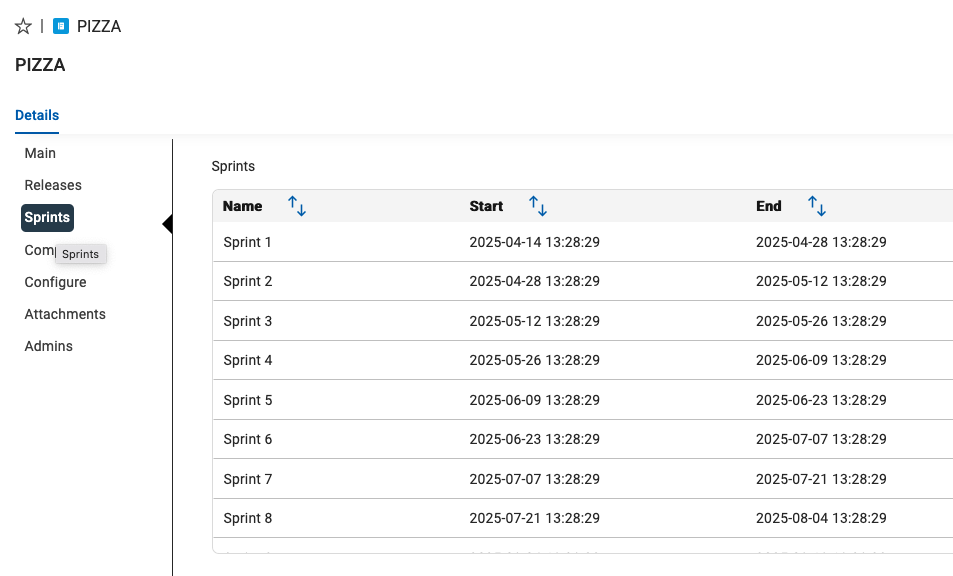 PIZZA
PIZZA
Details
Main
Releases
Sprints
Com
Sprints
Configure
Attachments
Admins
Sprints
Name Start End
Sprint 1 2025-04-14 13:28:29 2025-04-28 13:28:29
Sprint 2 2025-04-28 13:28:29 2025-05-12 13:28:29
Sprint 3 2025-05-12 13:28:29 2025-05-26 13:28:29
Sprint 4 2025-05-26 13:28:29 2025-06-09 13:28:29
Sprint 5 2025-06-09 13:28:29 2025-06-23 13:28:29
Sprint 6 2025-06-23 13:28:29 2025-07-07 13:28:29
Sprint 7 2025-07-07 13:28:29 2025-07-21 13:28:29
Sprint 8 2025-07-21 13:28:29 2025-08-04 13:28:29